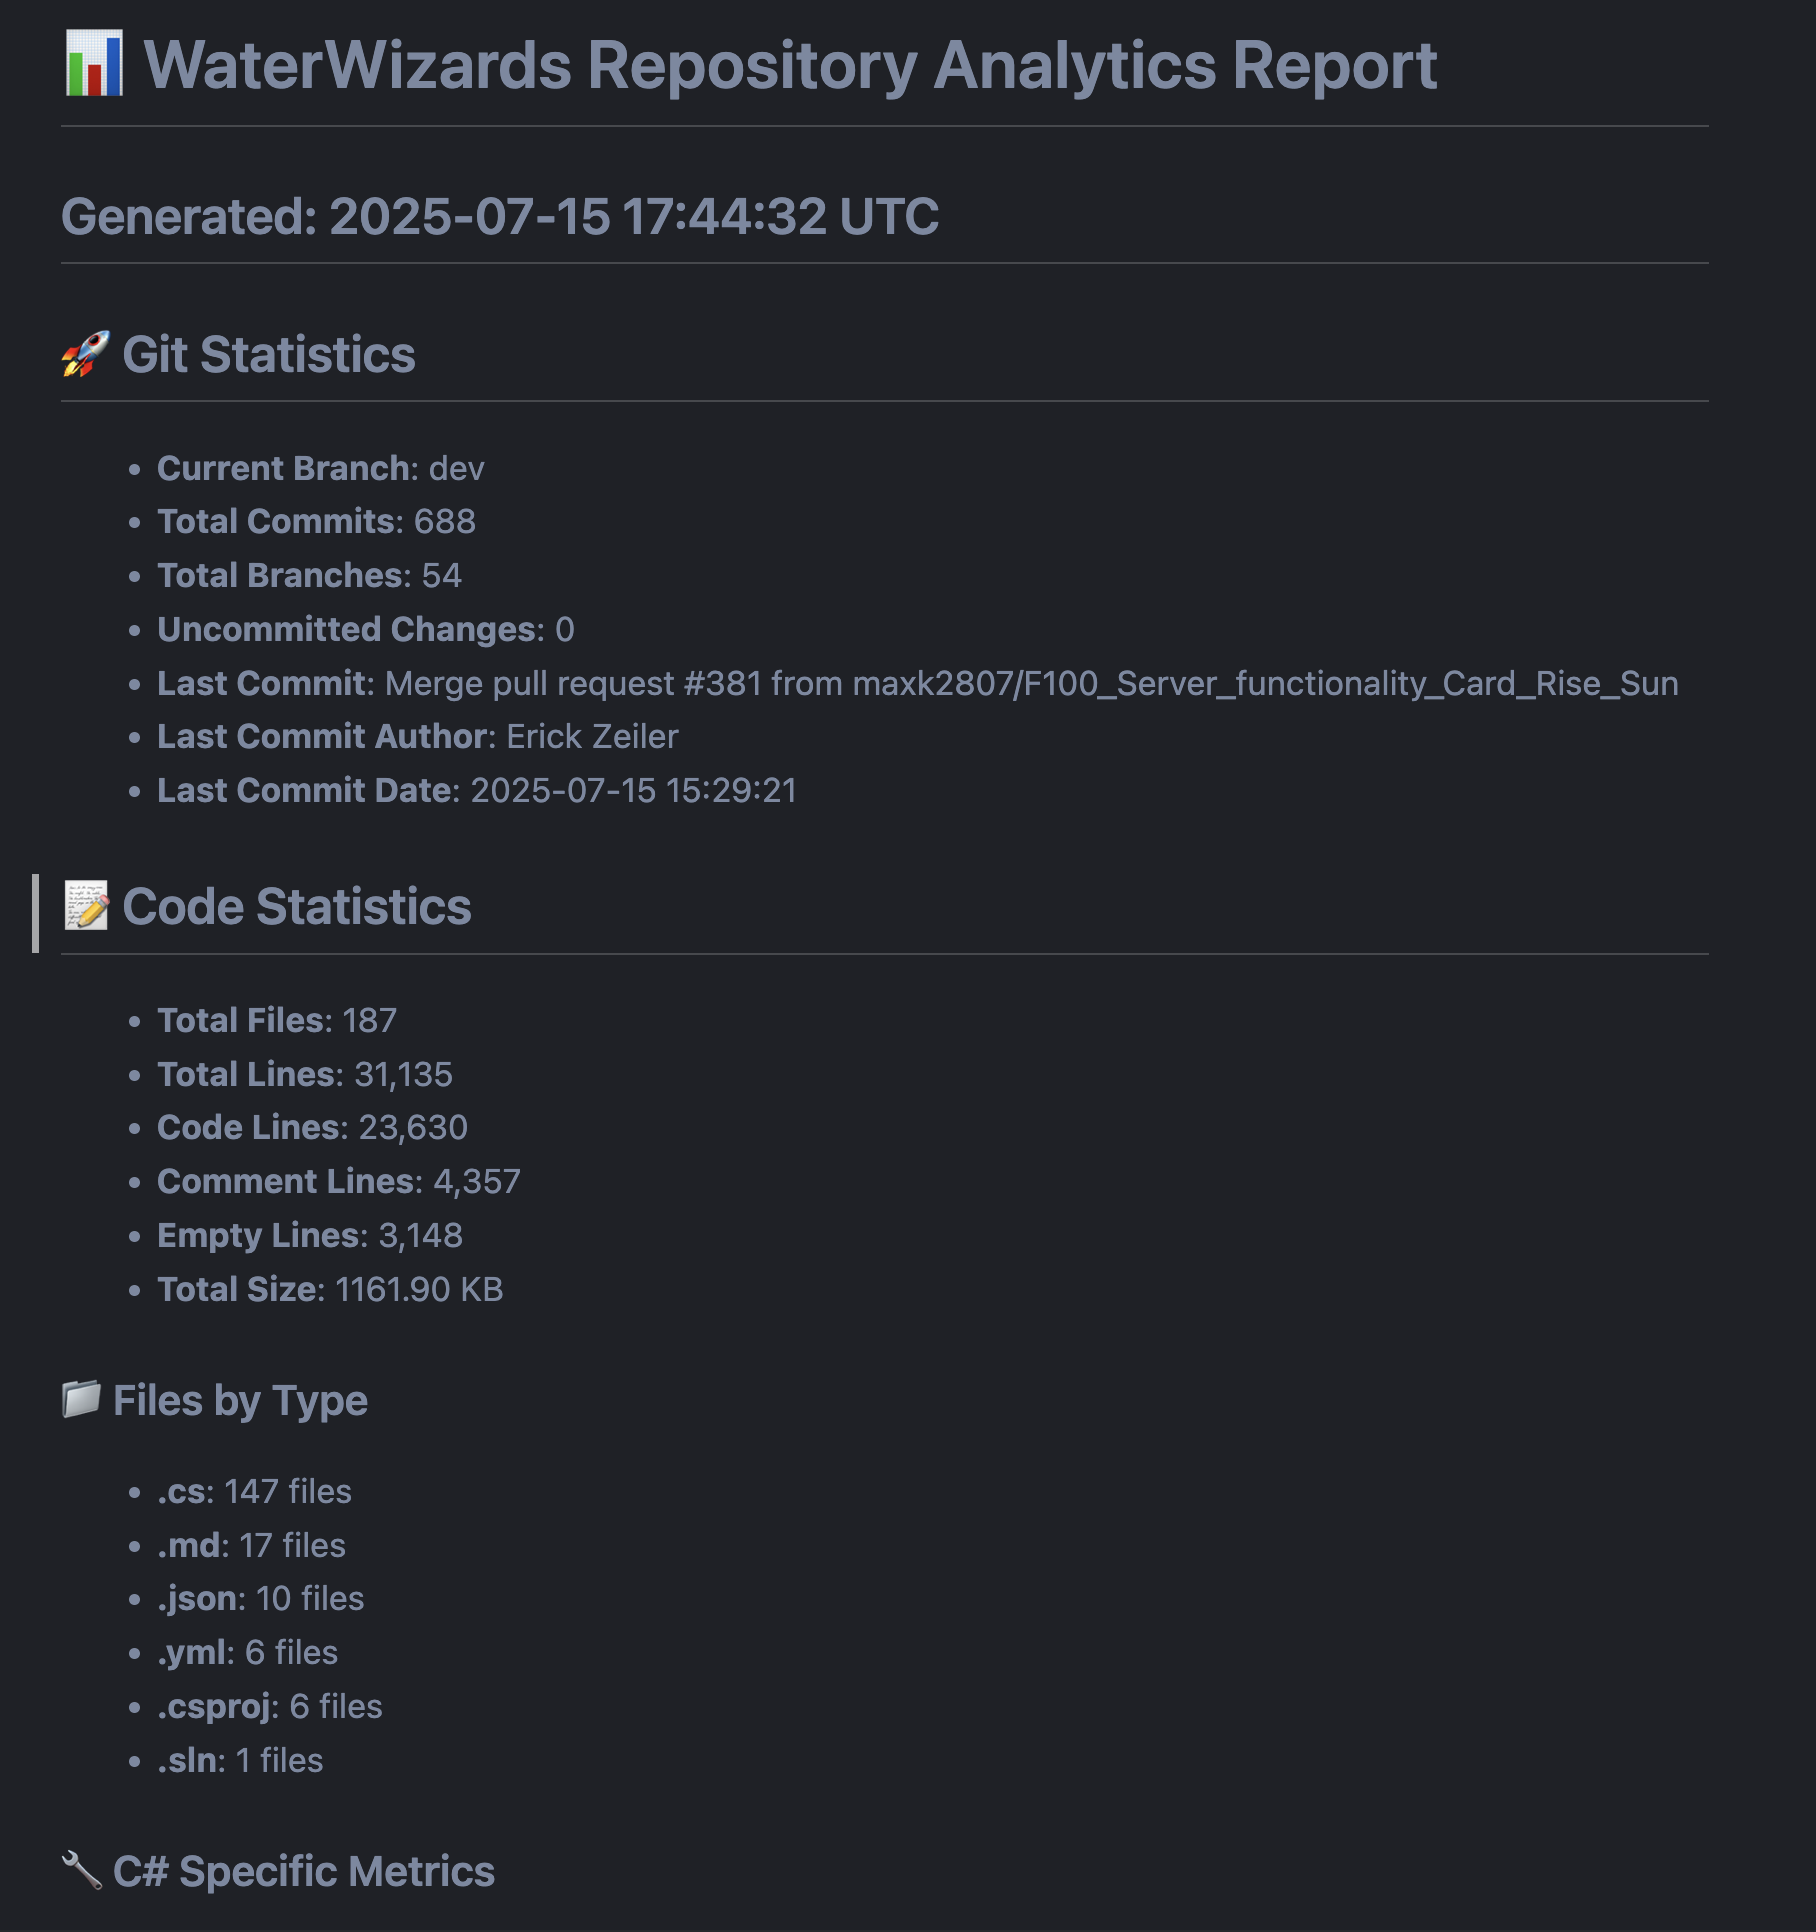 📊 WaterWizards Repository Analytics Report
Generated: 2025-07-15 17:44:32 UTC
🚀 Git Statistics
• Current Branch: dev
• Total Commits: 688
• Total Branches: 54
• Uncommitted Changes: 0
• Last Commit: Merge pull request #381 from maxk2807/F100_Server_functionality_Card_Rise_Sun
• Last Commit Author: Erick Zeiler
• Last Commit Date: 2025-07-15 15:29:21
📝 Code Statistics
• Total Files: 187
• Total Lines: 31,135
• Code Lines: 23,630
• Comment Lines: 4,357
• Empty Lines: 3,148
• Total Size: 1161.90 KB
📁 Files by Type
• .cs: 147 files
• .md: 17 files
• .json: 10 files
• .yml: 6 files
• .csproj: 6 files
• .sln: 1 files
🔧 C# Specific Metrics